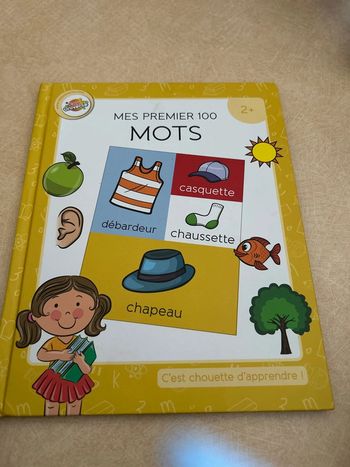 MES PREMIER 100
MOTS
2+
casquette
débardeur
chaussette
chapeau
C'est chouette d'apprendre !